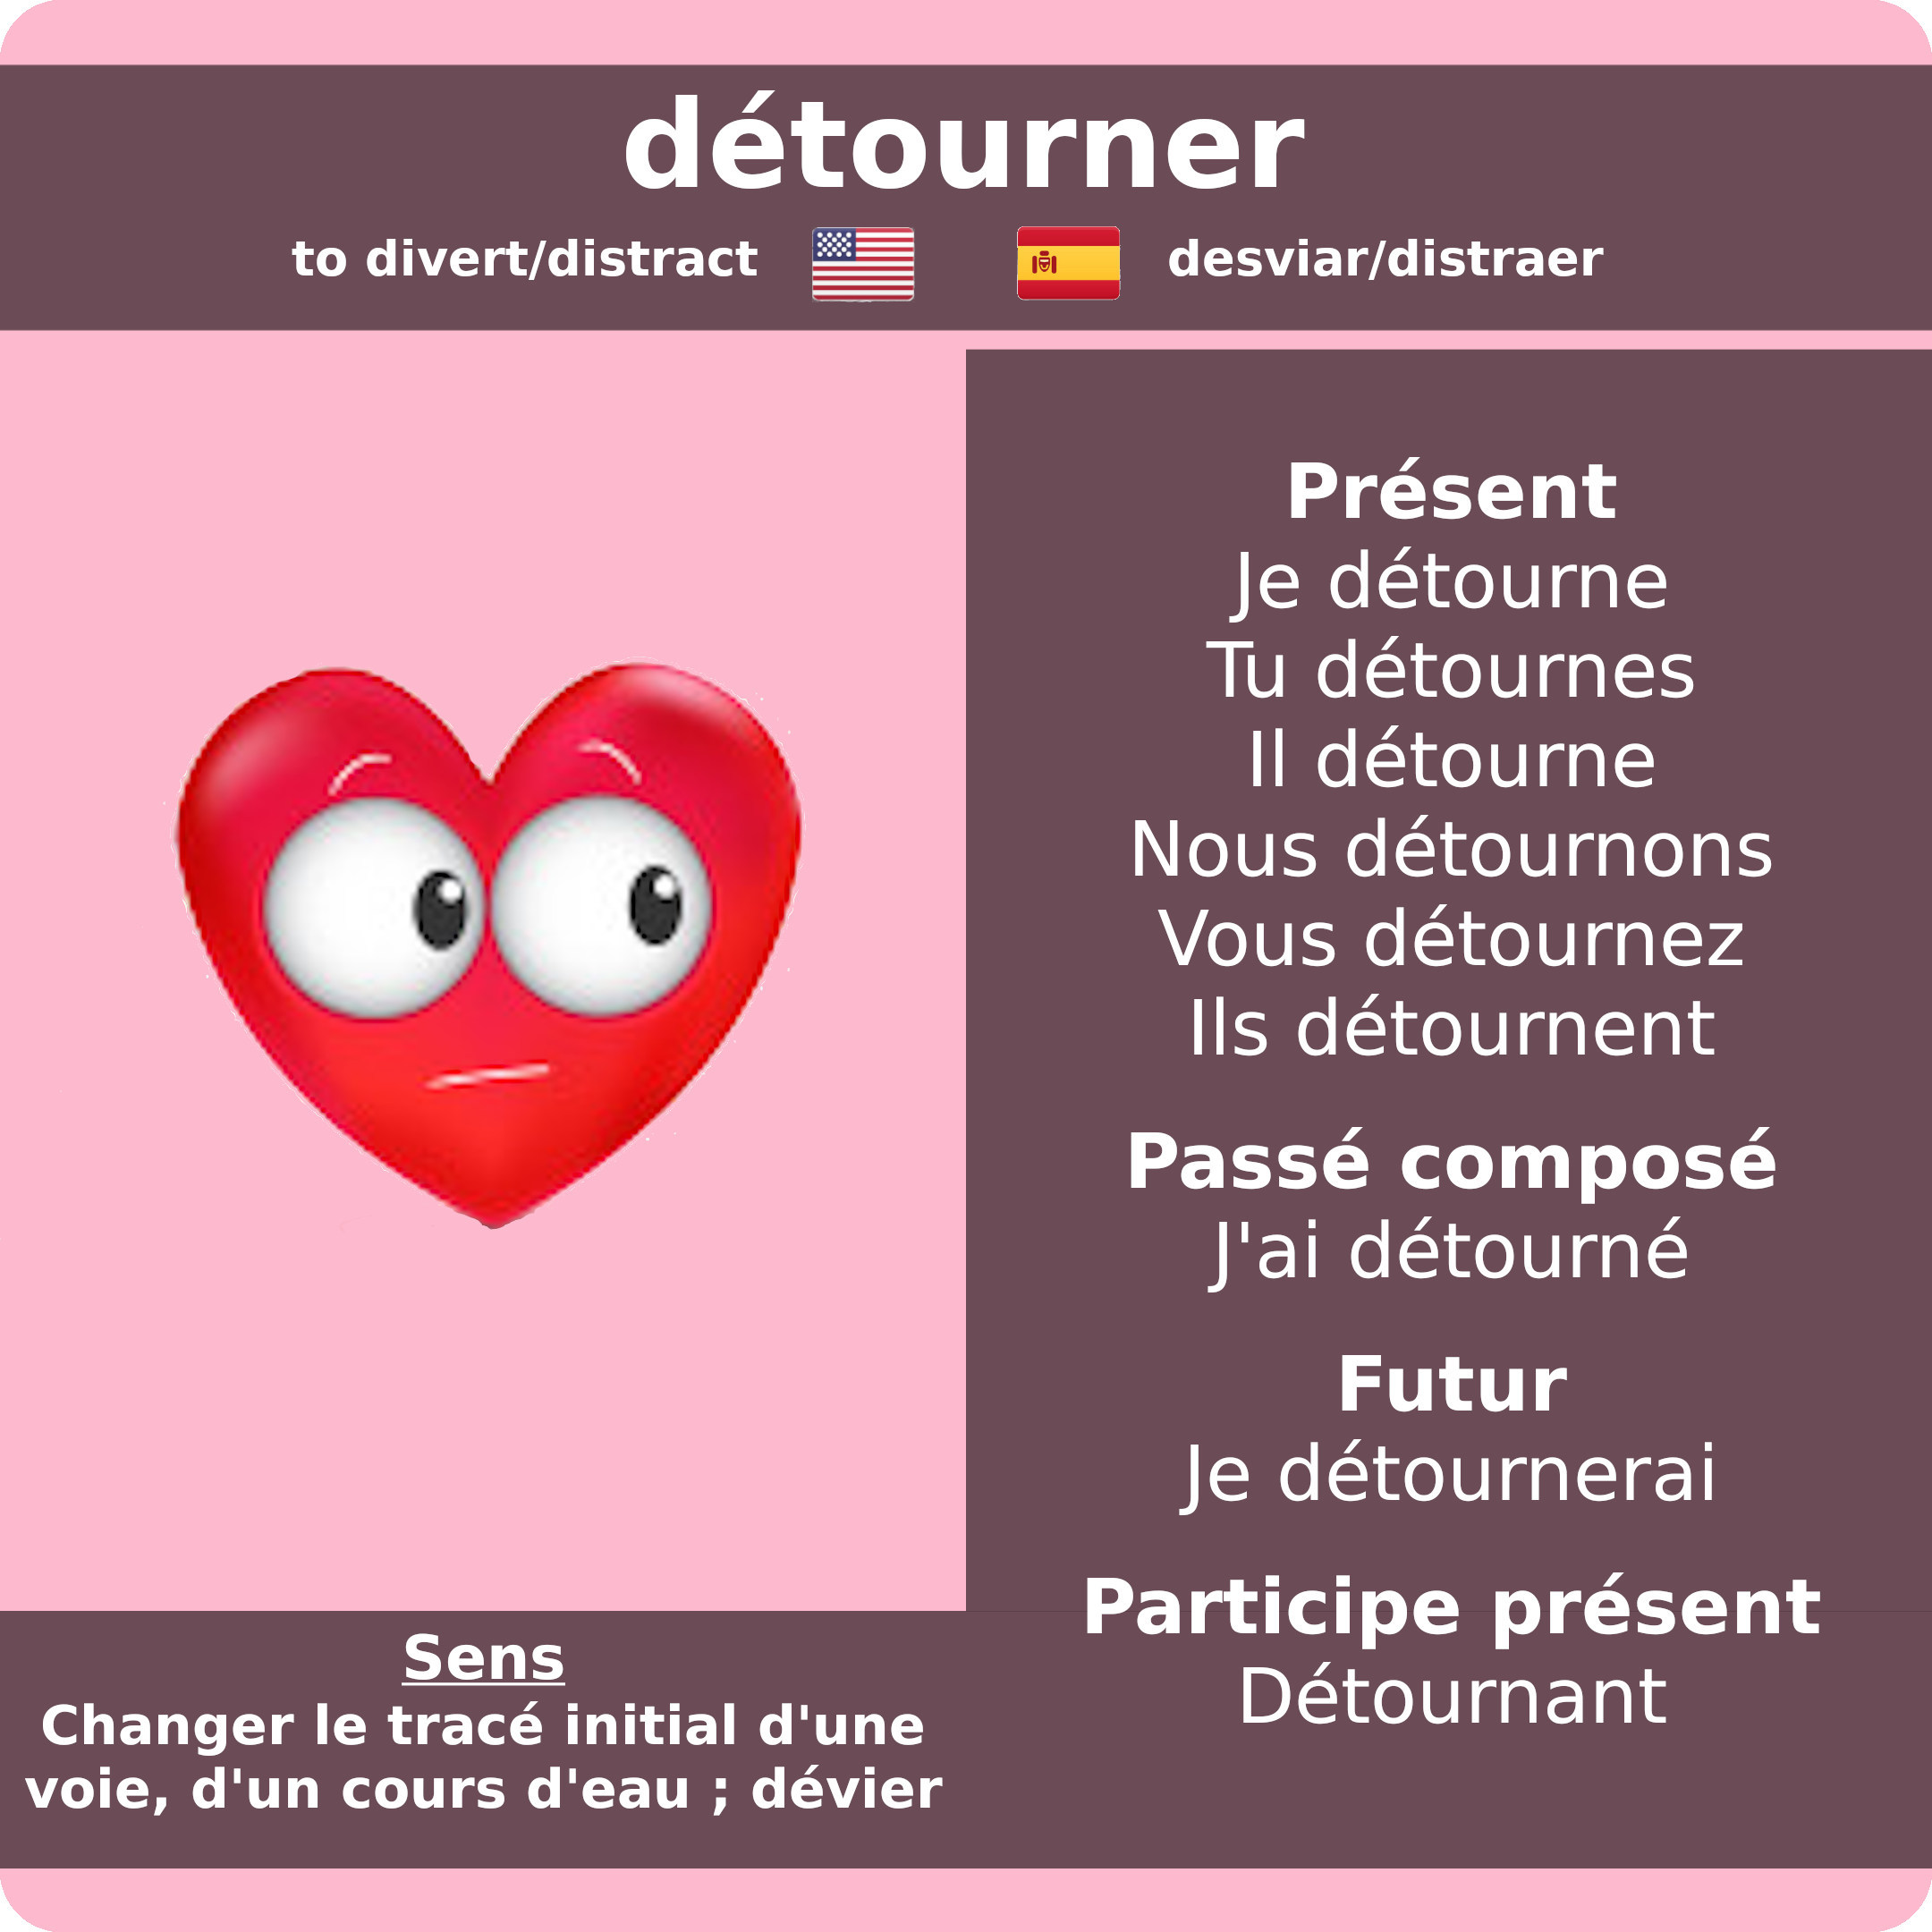 détourner
to divert/distract
desviar/distraer
Présent
Je détourne
Tu détournes
Il détourne
Nous détournons
Vous détournez
Ils détournent
Passé composé
J'ai détourné
Futur
Je détournerai
Participe présent
Détournant
Sens
Changer le tracé initial d'une
voie, d'un cours d'eau ; dévier